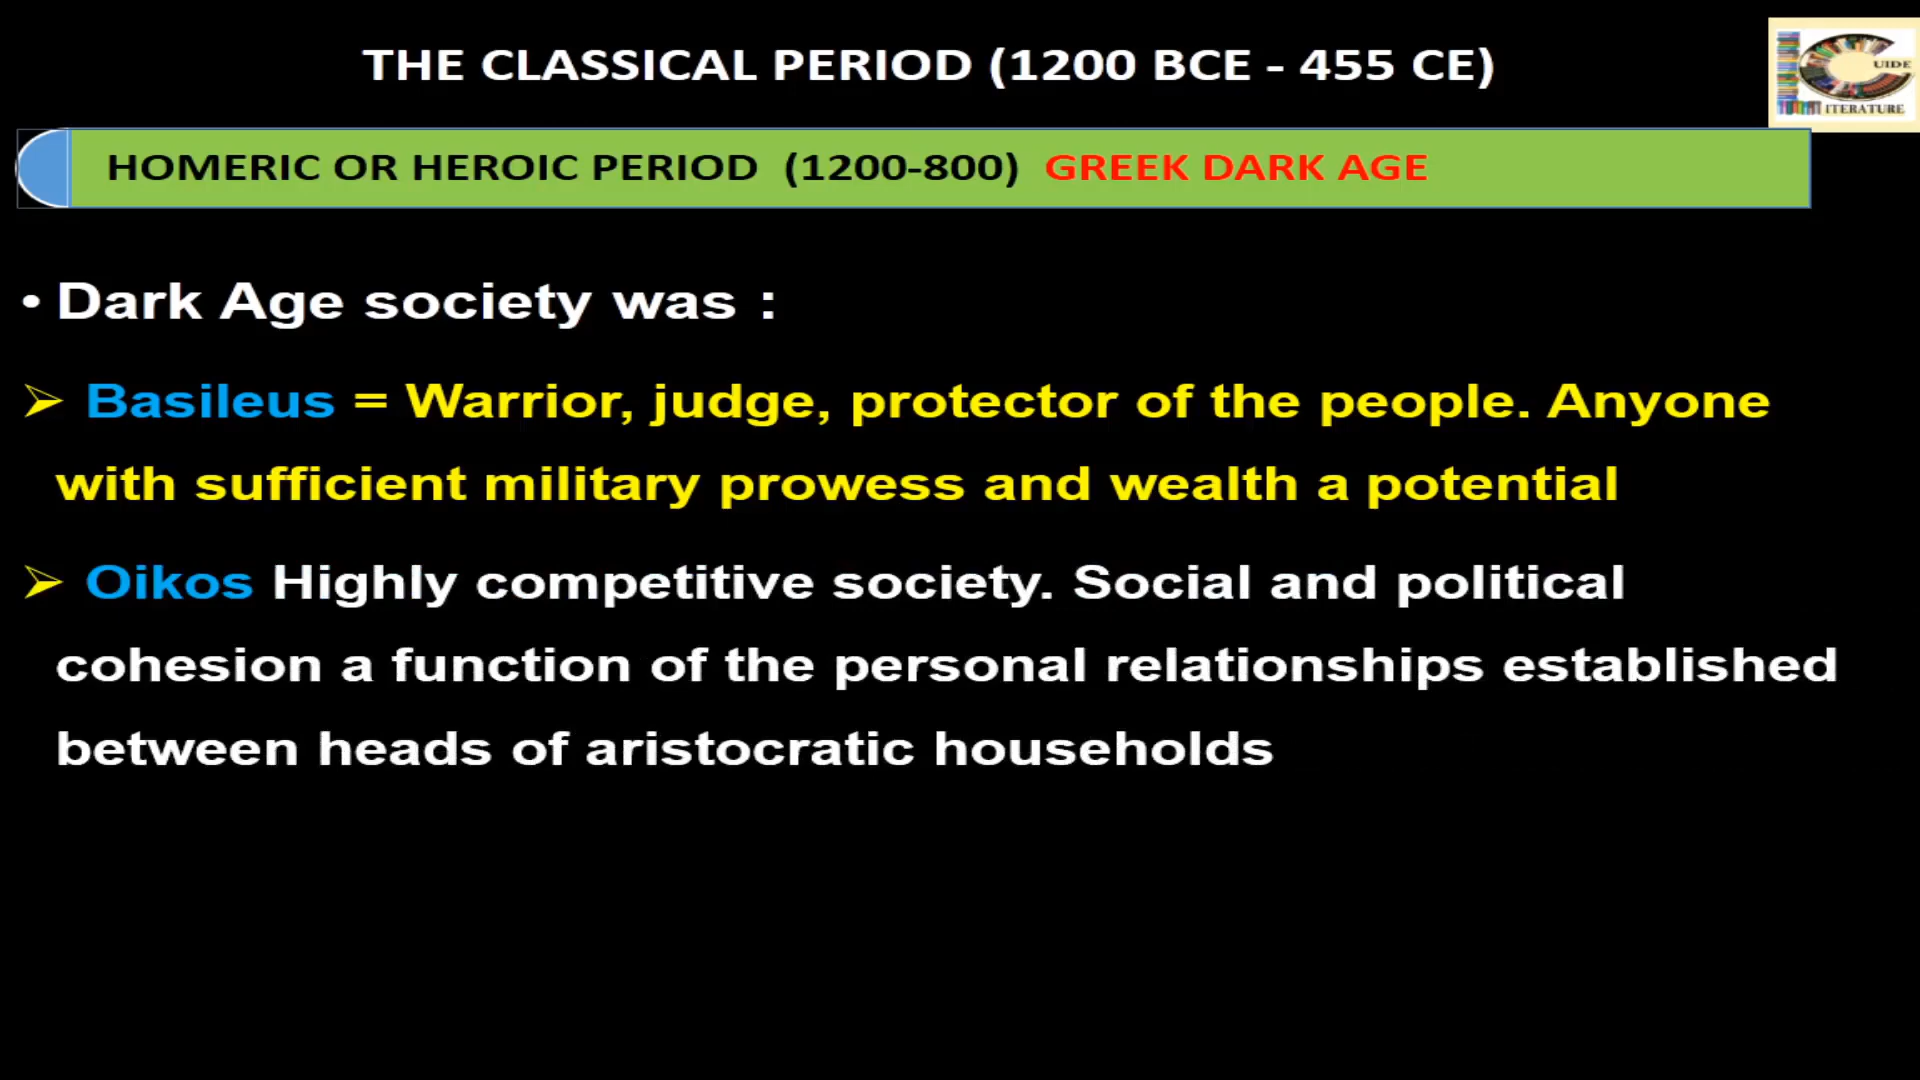 THE CLASSICAL PERIOD (1200 BCE - 455 CE)
UIDE
ITERATURE
HOMERIC OR HEROIC PERIOD (1200-800) GREEK DARK AGE
• Dark Age society was :
➢ Basileus = Warrior, judge, protector of the people. Anyone
with sufficient military prowess and wealth a potential
➢ Oikos Highly competitive society. Social and political
cohesion a function of the personal relationships established
between heads of aristocratic households